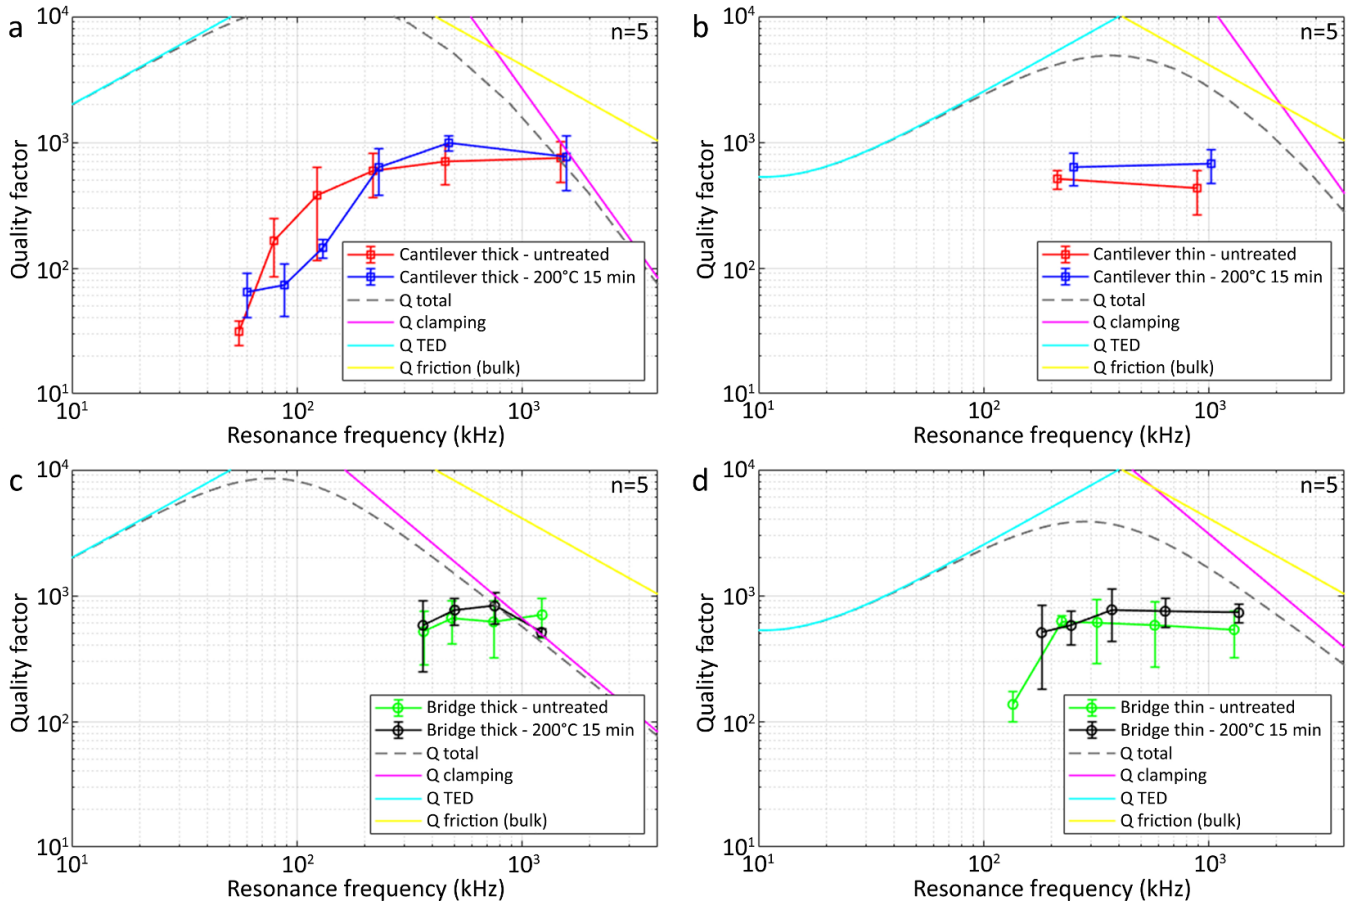 a
n=5
10⁴
10³
10²
10¹
Quality factor
Cantilever thick - untreated
Cantilever thick - 200°C 15 min
Q total
Q clamping
Q TED
Q friction (bulk)
10¹
10²
10³
Resonance frequency (kHz)
b
n=5
10⁴
10³
10²
10¹
Quality factor
Cantilever thin - untreated
Cantilever thin - 200°C 15 min
Q total
Q clamping
Q TED
Q friction (bulk)
10¹
10²
10³
Resonance frequency (kHz)
c
n=5
10⁴
10³
10²
10¹
Quality factor
Bridge thick - untreated
Bridge thick - 200°C 15 min
Q total
Q clamping
Q TED
Q friction (bulk)
10¹
10²
10³
Resonance frequency (kHz)
d
n=5
10⁴
10³
10²
10¹
Quality factor
Bridge thin - untreated
Bridge thin - 200°C 15 min
Q total
Q clamping
Q TED
Q friction (bulk)
10¹
10²
10³
Resonance frequency (kHz)